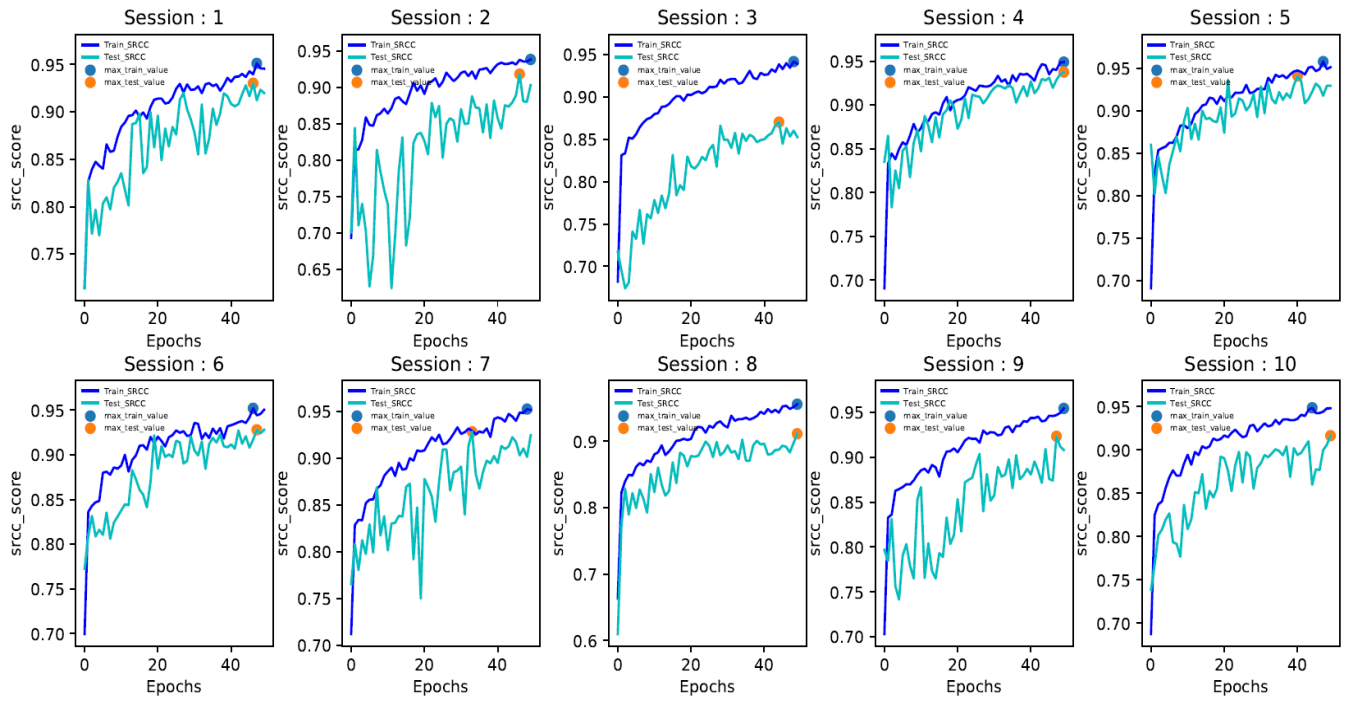 Session : 1
Train_SRCC
Test_SRCC
max_train_value
max_test_value
srcc_score
0.95
0.90
0.85
0.80
0.75
0
20
40
Epochs
Session : 2
Train_SRCC
Test_SRCC
max_train_value
max_test_value
srcc_score
0.95
0.90
0.85
0.80
0.75
0.70
0.65
0
20
40
Epochs
Session : 3
Train_SRCC
Test_SRCC
max_train_value
max_test_value
srcc_score
0.95
0.90
0.85
0.80
0.75
0.70
0
20
40
Epochs
Session : 4
Train_SRCC
Test_SRCC
max_train_value
max_test_value
srcc_score
0.95
0.90
0.85
0.80
0.75
0.70
0
20
40
Epochs
Session : 5
Train_SRCC
Test_SRCC
max_train_value
max_test_value
srcc_score
0.95
0.90
0.85
0.80
0.75
0.70
0
20
40
Epochs
Session : 6
Train_SRCC
Test_SRCC
max_train_value
max_test_value
srcc_score
0.95
0.90
0.85
0.80
0.75
0.70
0
20
40
Epochs
Session : 7
Train_SRCC
Test_SRCC
max_train_value
max_test_value
srcc_score
0.95
0.90
0.85
0.80
0.75
0.70
0
20
40
Epochs
Session : 8
Train_SRCC
Test_SRCC
max_train_value
max_test_value
srcc_score
0.9
0.8
0.7
0.6
0
20
40
Epochs
Session : 9
Train_SRCC
Test_SRCC
max_train_value
max_test_value
srcc_score
0.95
0.90
0.85
0.80
0.75
0.70
0
20
40
Epochs
Session : 10
Train_SRCC
Test_SRCC
max_train_value
max_test_value
srcc_score
0.95
0.90
0.85
0.80
0.75
0.70
0
20
40
Epochs